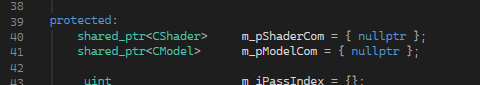 38
39 protected:
40 shared_ptr<CShader> m_pShaderCom = { nullptr };
41 shared_ptr<CModel> m_pModelCom = { nullptr };
42
43 uint m_iPassIndex = {};